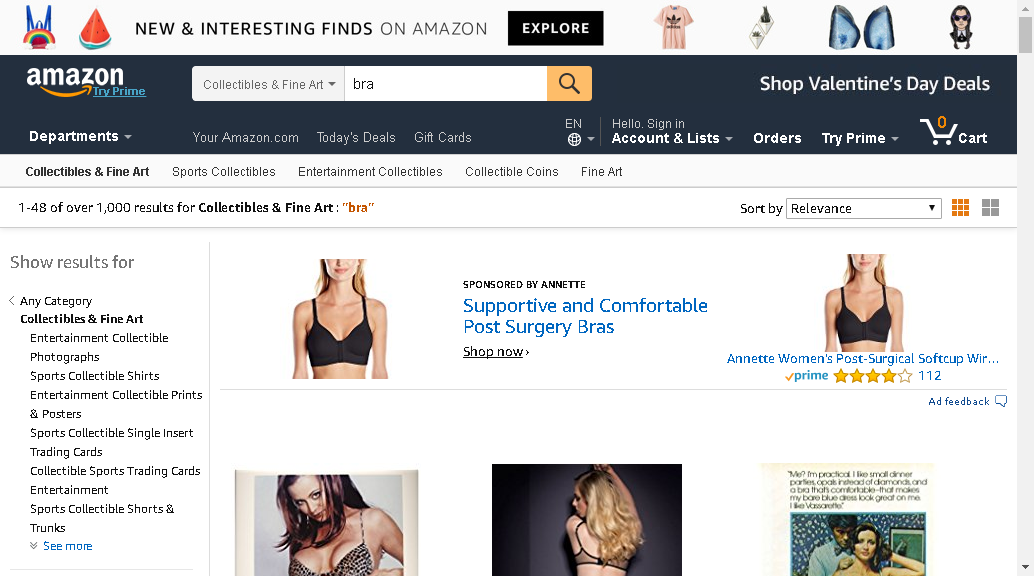 NEW & INTERESTING FINDS ON AMAZON
EXPLORE
amazon
Try Prime
Collectibles & Fine Art
bra
Shop Valentine's Day Deals
Departments
Your Amazon.com
Today's Deals
Gift Cards
EN
Hello. Sign in
Account & Lists
Orders
Try Prime
0
Cart
Collectibles & Fine Art
Sports Collectibles
Entertainment Collectibles
Collectible Coins
Fine Art
1-48 of over 1,000 results for Collectibles & Fine Art : "bra"
Sort by
Relevance
Show results for
Any Category
Collectibles & Fine Art
Entertainment Collectible
Photographs
Sports Collectible Shirts
Entertainment Collectible Prints
& Posters
Sports Collectible Single Insert
Trading Cards
Collectible Sports Trading Cards
Entertainment
Sports Collectible Shorts &
Trunks
See more
SPONSORED BY ANNETTE
Supportive and Comfortable
Post Surgery Bras
Shop now ›
Annette Women's Post-Surgical Softcup Wir...
prime
112
Ad feedback
"Me? I'm practical. I like small dinner
parties, opals instead of diamonds, and
a bra that's comfortable–that makes
my bare blue dress look great on me.
I like Vassarette."